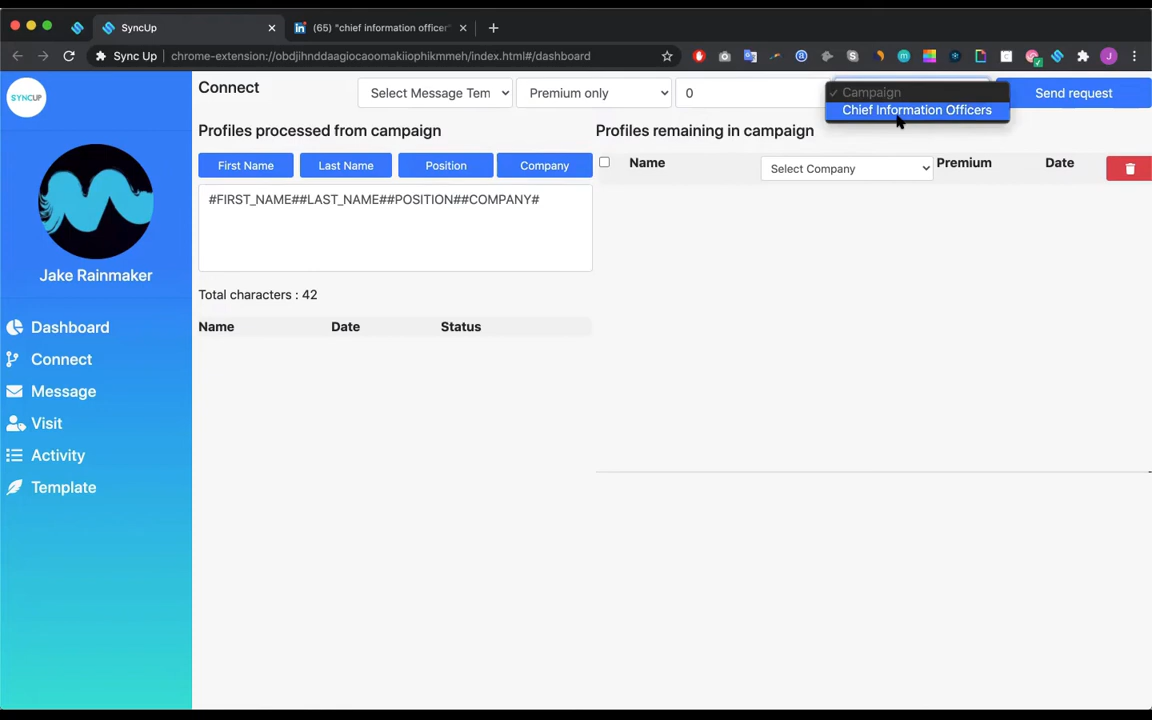 SyncUp
(65) "chief information officer"
Sync Up
chrome-extension://obdjihnddaagiocaoomakiiophikmmeh/index.html#/dashboard
SYNCUP
Connect
Select Message Tem
Premium only
0
Campaign
Chief Information Officers
Send request
Profiles processed from campaign
Profiles remaining in campaign
First Name
Last Name
Position
Company
Name
Select Company
Premium
Date
#FIRST_NAME##LAST_NAME##POSITION##COMPANY#
Total characters : 42
Name
Date
Status
Jake Rainmaker
Dashboard
Connect
Message
Visit
Activity
Template